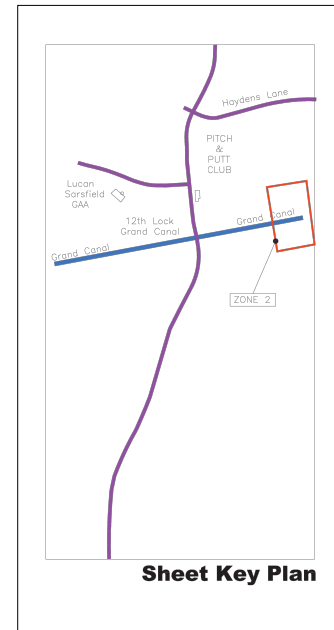 Haydens Lane
PITCH
&
PUTT
CLUB
Lucan
Sarsfield
GAA
12th Lock
Grand Canal
Grand Canal
Grand Canal
ZONE 2
Sheet Key Plan